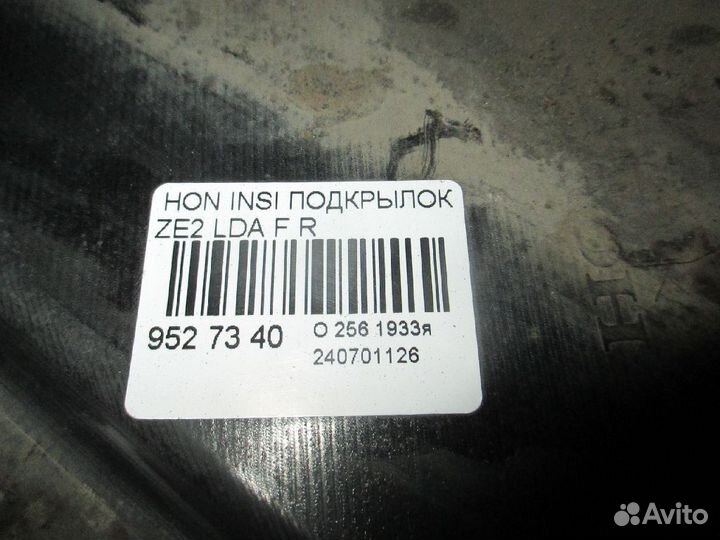 HON INSI ПОДКРЫЛОК
ZE2 LDA F R
952 73 40
О 256 1933я
240701126
Avito